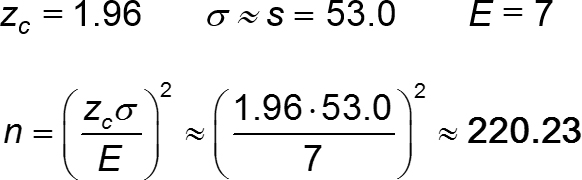 z_c = 1.96 σ ≈ s = 53.0 E = 7
n = (z_c σ / E)^2 ≈ (1.96·53.0 / 7)^2 ≈ 220.23